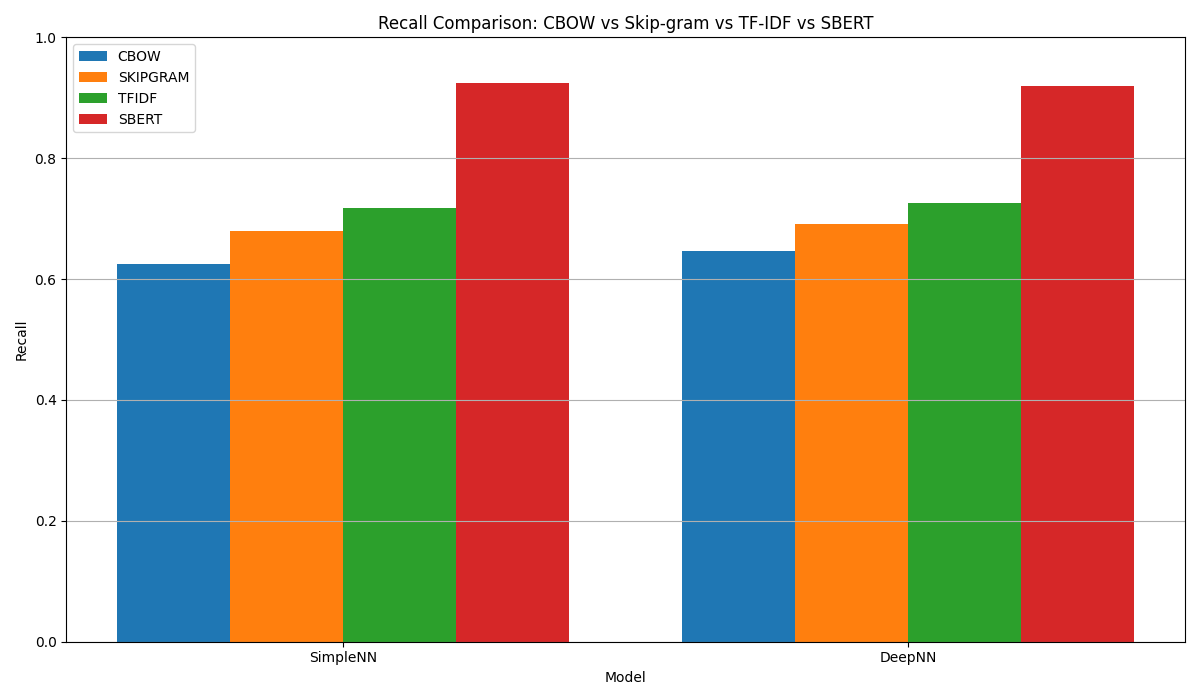 Recall Comparison: CBOW vs Skip-gram vs TF-IDF vs SBERT
CBOW
SKIPGRAM
TFIDF
SBERT
1.0
0.8
0.6
0.4
0.2
0.0
Recall
SimpleNN
DeepNN
Model